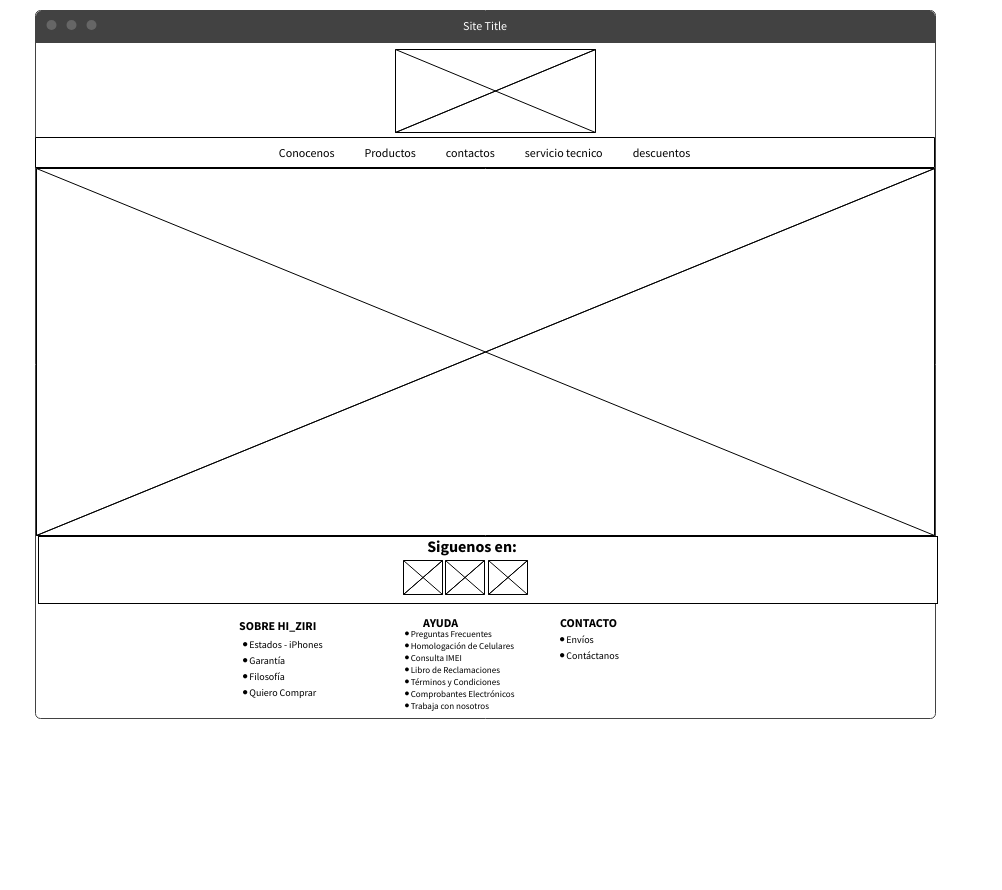 Site Title
Conocenos Productos contactos servicio tecnico descuentos
Siguenos en:
SOBRE HI_ZIRI
Estados - iPhones
Garantía
Filosofía
Quiero Comprar
AYUDA
Preguntas Frecuentes
Homologación de Celulares
Consulta IMEI
Libro de Reclamaciones
Términos y Condiciones
Comprobantes Electrónicos
Trabaja con nosotros
CONTACTO
Envíos
Contáctanos